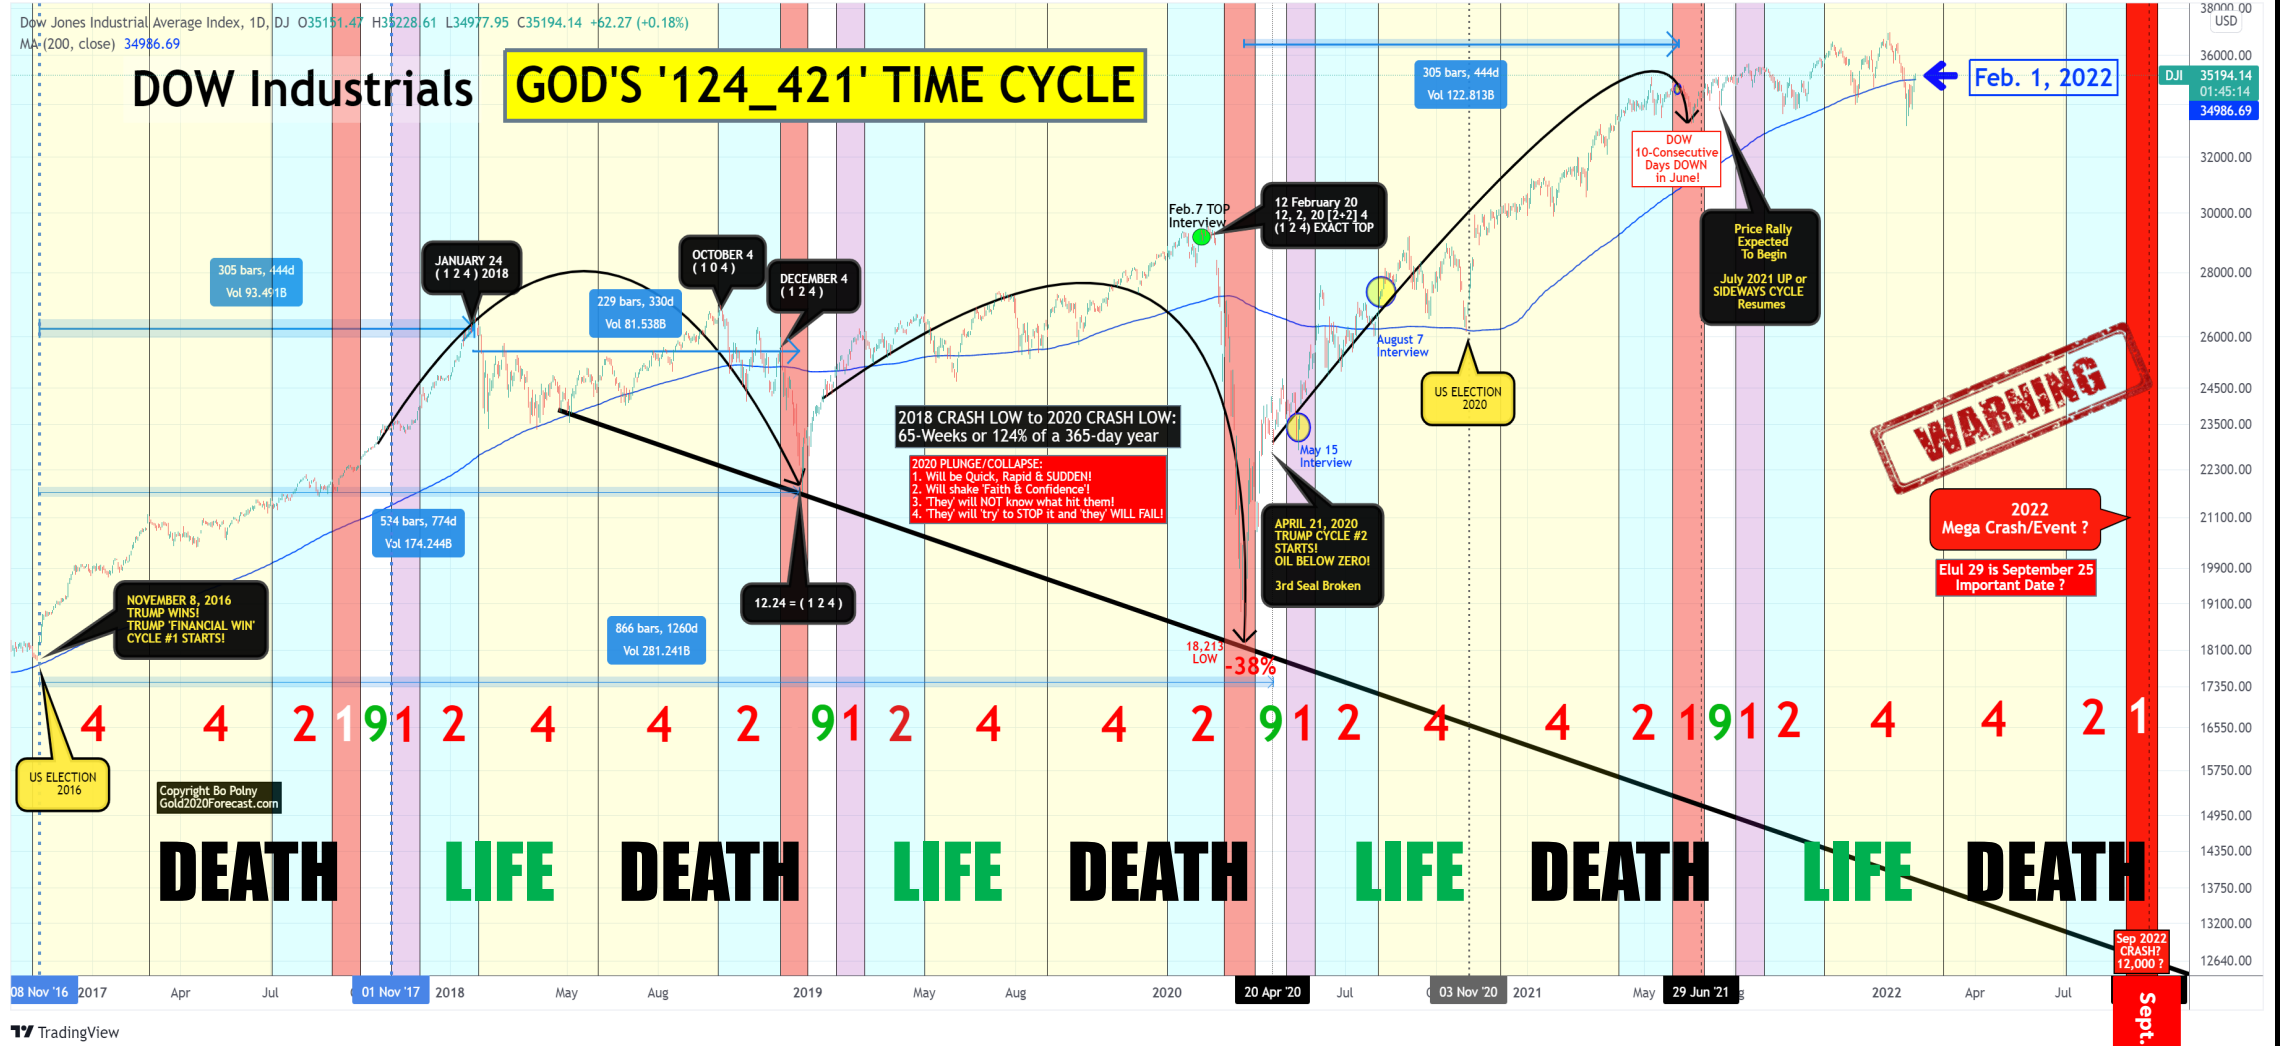 Dow Jones Industrial Average Index, 1D, DJ O35151.47 H35228.61 L34977.95 C35194.14 +62.27 (+0.18%)
MA (200, close) 34986.69
DOW Industrials
GOD'S '124_421' TIME CYCLE
305 bars, 444d
Vol 122.813B
Feb. 1, 2022
38000.00
USD
36000.00
DJI 35194.14
01:45:14
34986.69
32000.00
30000.00
28000.00
26000.00
24500.00
23500.00
22300.00
21100.00
19900.00
19100.00
18100.00
17350.00
16550.00
15750.00
14950.00
14350.00
13750.00
13200.00
12640.00
DOW
10-Consecutive
Days DOWN
in June!
Feb.7 TOP
Interview
12 February 20
12, 2, 20 [2+2] 4
(1 2 4) EXACT TOP
Price Rally
Expected
To Begin
July 2021 UP or
SIDEWAYS CYCLE
Resumes
305 bars, 444d
Vol 93.491B
JANUARY 24
( 1 2 4 ) 2018
OCTOBER 4
( 1 0 4 )
DECEMBER 4
( 1 2 4 )
229 bars, 330d
Vol 81.538B
August 7
Interview
US ELECTION
2020
WARNING
2018 CRASH LOW to 2020 CRASH LOW:
65-Weeks or 124% of a 365-day year
2020 PLUNGE/COLLAPSE:
1. Will be Quick, Rapid & SUDDEN!
2. Will shake 'Faith & Confidence'!
3. 'They' will NOT know what hit them!
4. 'They' will 'try' to STOP it and 'they' WILL FAIL!
May 15
Interview
APRIL 21, 2020
TRUMP CYCLE #2
STARTS!
OIL BELOW ZERO!
3rd Seal Broken
2022
Mega Crash/Event ?
Elul 29 is September 25
Important Date ?
534 bars, 774d
Vol 174.244B
NOVEMBER 8, 2016
TRUMP WINS!
TRUMP 'FINANCIAL WIN'
CYCLE #1 STARTS!
12.24 = ( 1 2 4 )
866 bars, 1260d
Vol 281.241B
18,213
LOW
-38%
4 4 2 1 9 1 2 4 4 2 9 1 2 4 4 2 9 1 2 4 4 2 1 9 1 2 4 4 2 1
US ELECTION
2016
Copyright Bo Polny
Gold2020Forecast.com
DEATH LIFE DEATH LIFE DEATH LIFE DEATH LIFE DEATH
Sep 2022
CRASH?
12,000 ?
08 Nov '16 2017 Apr Jul 01 Nov '17 2018 May Aug 2019 May Aug 2020 20 Apr '20 Jul 03 Nov '20 2021 May 29 Jun '21 2022 Apr Jul
Sept.
TradingView